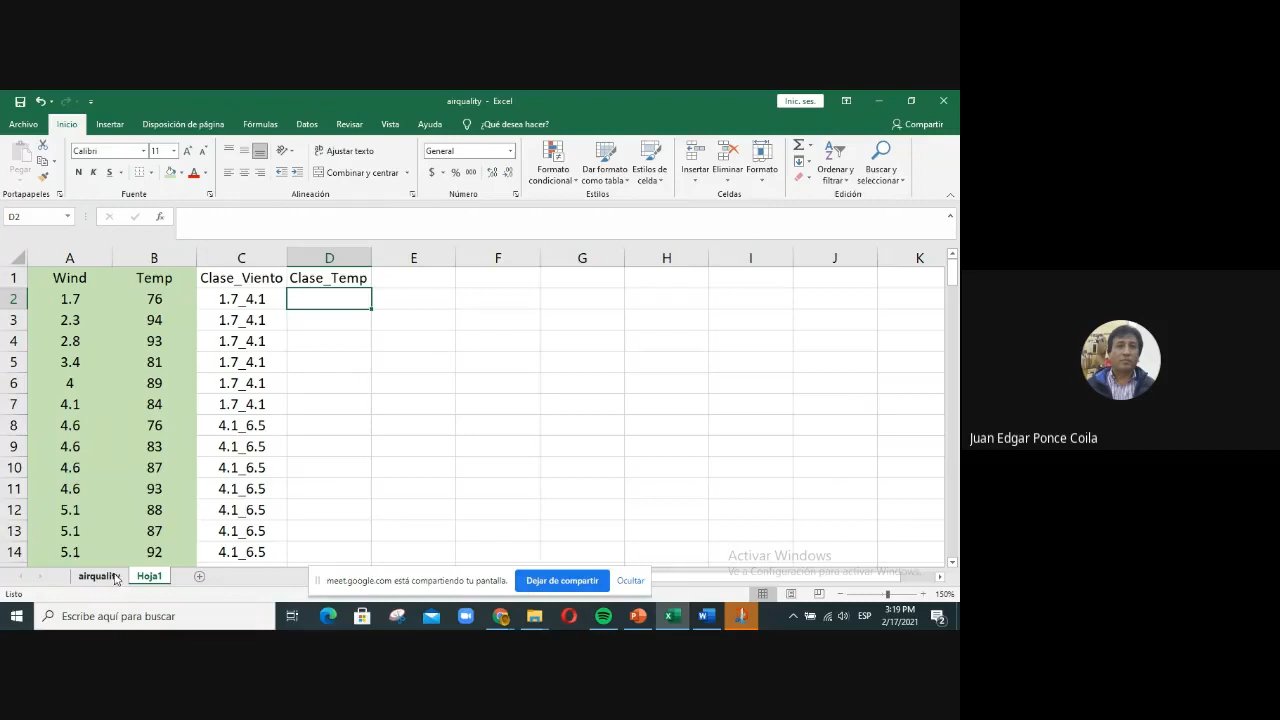 airquality - Excel
Inic. ses.
Archivo Inicio Insertar Disposición de página Fórmulas Datos Revisar Vista Ayuda ¿Qué desea hacer? Compartir
Pegar Calibri 11 A A Ajustar texto General
N K S A Combinar y centrar $ % 000
Formato condicional Dar formato como tabla Estilos de celda Insertar Eliminar Formato Ordenar y filtrar Buscar y seleccionar
Portapapeles Fuente Alineación Número Estilos Celdas Edición
D2 fx
A B C D E F G H I J K
1 Wind Temp Clase_Viento Clase_Temp
2 1.7 76 1.7_4.1
3 2.3 94 1.7_4.1
4 2.8 93 1.7_4.1
5 3.4 81 1.7_4.1
6 4 89 1.7_4.1
7 4.1 84 1.7_4.1
8 4.6 76 4.1_6.5
9 4.6 83 4.1_6.5
10 4.6 87 4.1_6.5
11 4.6 93 4.1_6.5
12 5.1 88 4.1_6.5
13 5.1 87 4.1_6.5
14 5.1 92 4.1_6.5
Activar Windows
Ve a Configuración para activar Windows.
airquality Hoja1
meet.google.com está compartiendo tu pantalla. Dejar de compartir Ocultar
Listo 150%
Escribe aquí para buscar
ESP
3:19 PM
2/17/2021
2
Juan Edgar Ponce Coila